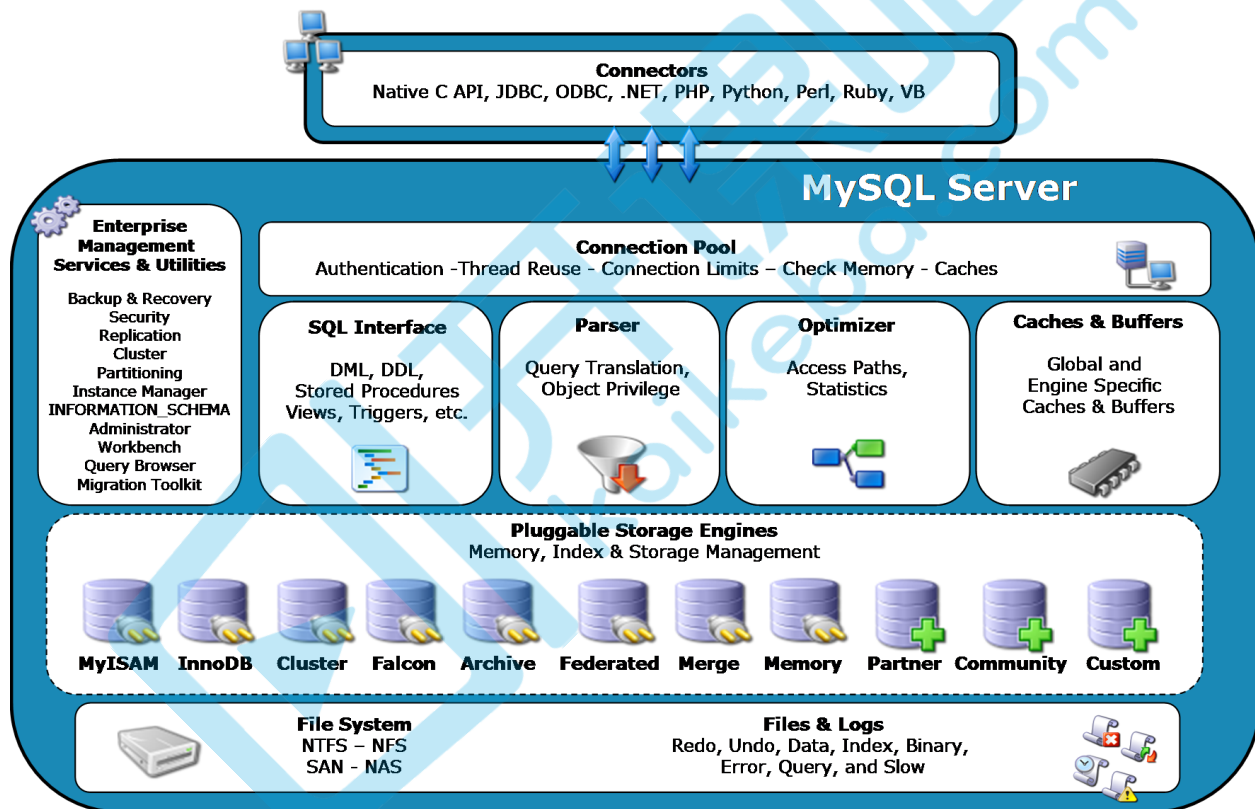 Connectors
Native C API, JDBC, ODBC, .NET, PHP, Python, Perl, Ruby, VB
MySQL Server
Enterprise
Management
Services & Utilities
Backup & Recovery
Security
Replication
Cluster
Partitioning
Instance Manager
INFORMATION_SCHEMA
Administrator
Workbench
Query Browser
Migration Toolkit
Connection Pool
Authentication -Thread Reuse - Connection Limits – Check Memory - Caches
SQL Interface
DML, DDL,
Stored Procedures
Views, Triggers, etc.
Parser
Query Translation,
Object Privilege
Optimizer
Access Paths,
Statistics
Caches & Buffers
Global and
Engine Specific
Caches & Buffers
Pluggable Storage Engines
Memory, Index & Storage Management
MyISAM
InnoDB
Cluster
Falcon
Archive
Federated
Merge
Memory
Partner
Community
Custom
File System
NTFS – NFS
SAN - NAS
Files & Logs
Redo, Undo, Data, Index, Binary,
Error, Query, and Slow
kaikeba.com